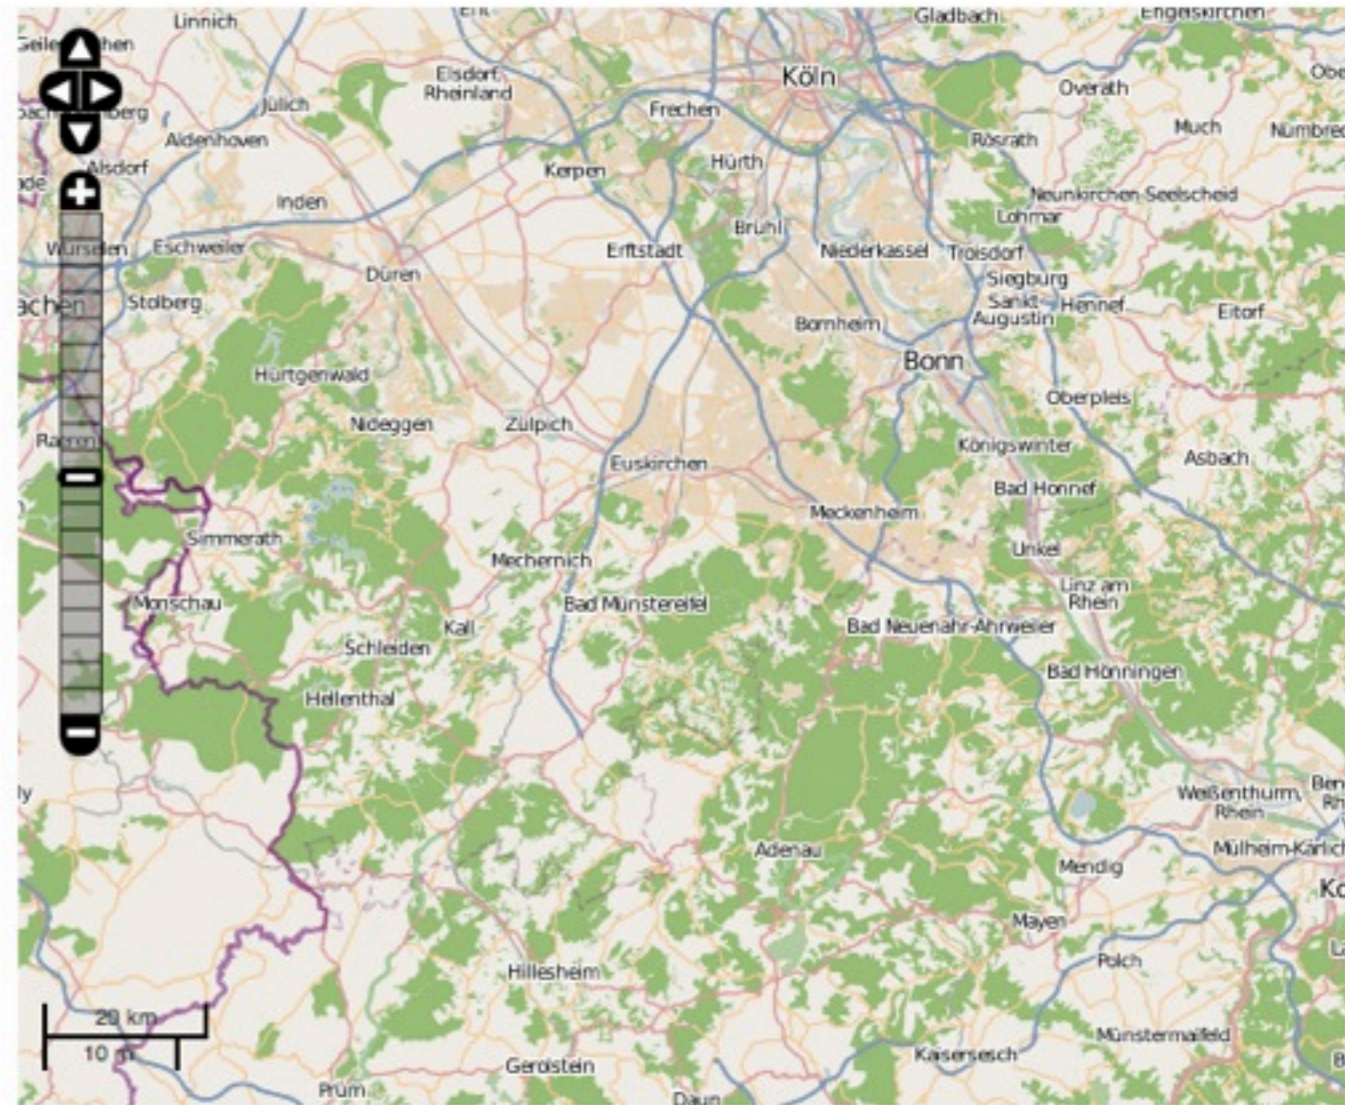 Linnich
Gladbach
Engelskirchen
Köln
Elsdorf,
Rheinland
Overath
Jülich
Frechen
Aldenhoven
Rösrath
Much
Alsdorf
Kerpen
Hürth
Inden
Neunkirchen-Seelscheid
Lohmar
Brühl
Würselen
Eschweiler
Erftstadt
Niederkassel
Troisdorf
Düren
Siegburg
Stolberg
Sankt
Augustin
Hennef
Eitorf
Bornheim
Bonn
Hürtgenwald
Oberpleis
Nideggen
Zülpich
Raeren
Königswinter
Euskirchen
Asbach
Bad Honnef
Meckenheim
Simmerath
Unkel
Mechernich
Linz am
Rhein
Monschau
Bad Münstereifel
Kall
Bad Neuenahr-Ahrweiler
Schleiden
Bad Hönningen
Hellenthal
Weißenthurm,
Rhein
Adenau
Mülheim-Kärlich
Mendig
Mayen
Polch
Hillesheim
20 km
Münstermaifeld
10 m
Kaisersesch
Gerolstein
Prüm
Daun